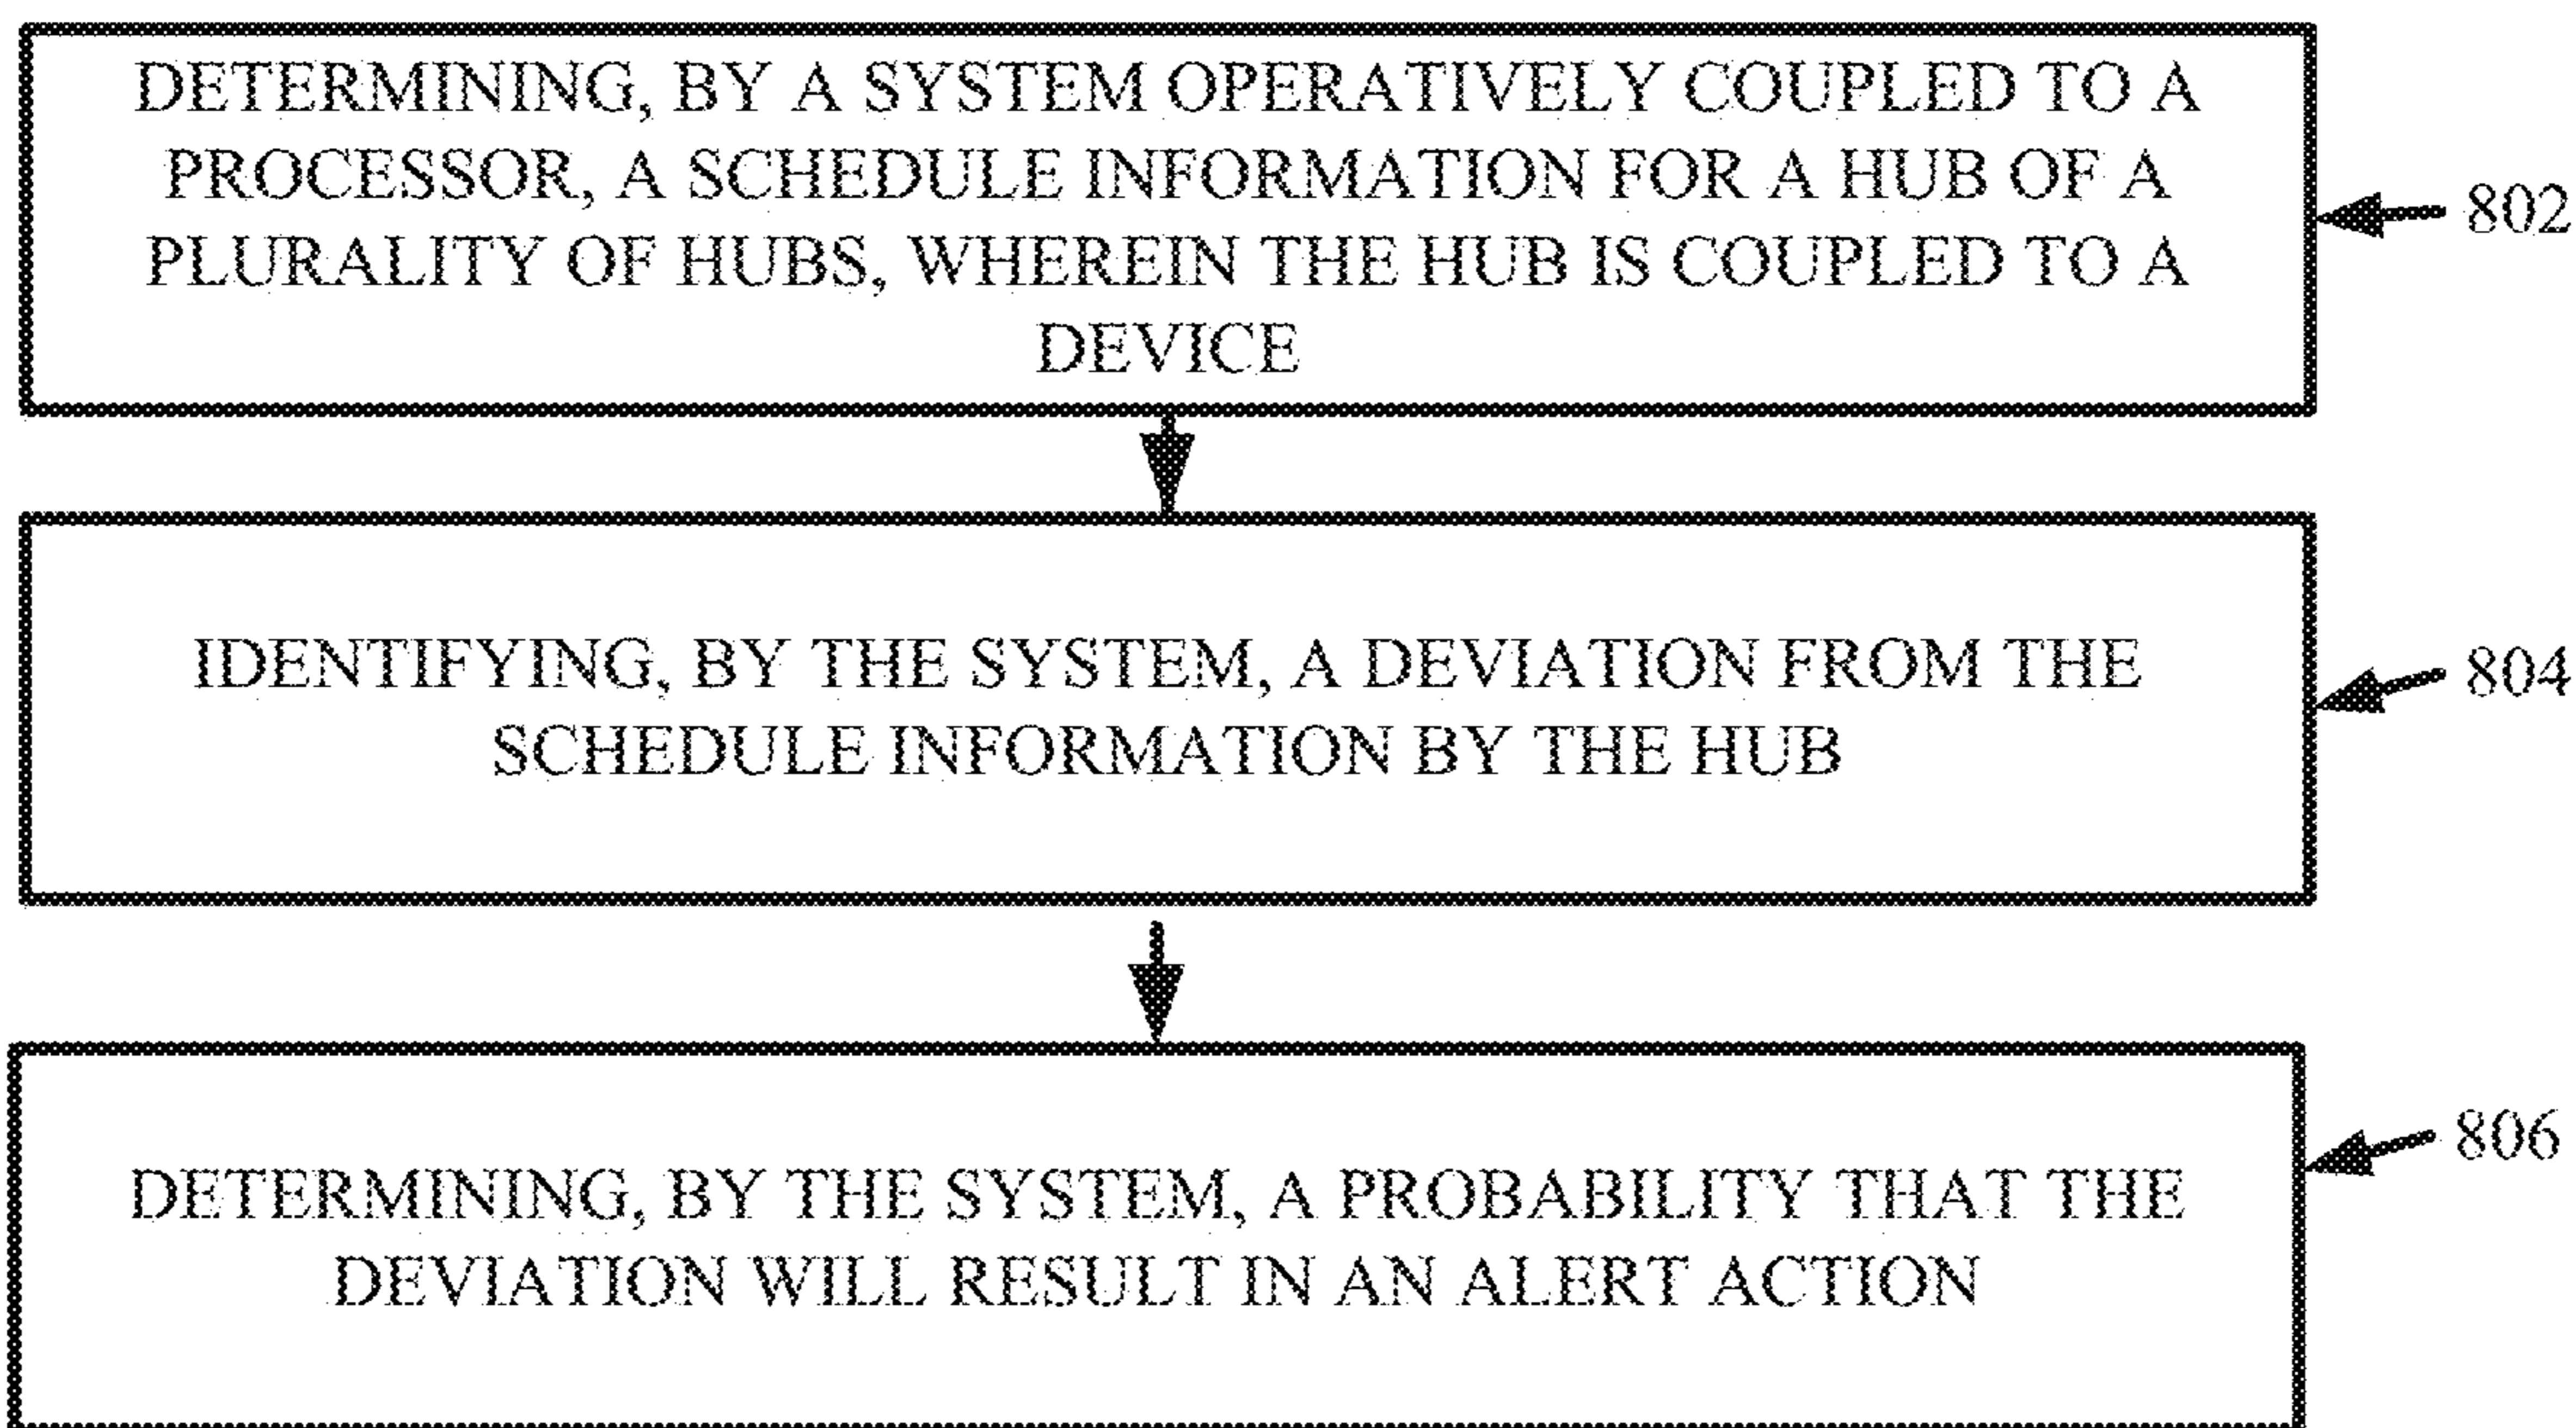 DETERMINING, BY A SYSTEM OPERATIVELY COUPLED TO A
PROCESSOR, A SCHEDULE INFORMATION FOR A HUB OF A
PLURALITY OF HUBS, WHEREIN THE HUB IS COUPLED TO A
DEVICE
802
IDENTIFYING, BY THE SYSTEM, A DEVIATION FROM THE
SCHEDULE INFORMATION BY THE HUB
804
DETERMINING, BY THE SYSTEM, A PROBABILITY THAT THE
DEVIATION WILL RESULT IN AN ALERT ACTION
806